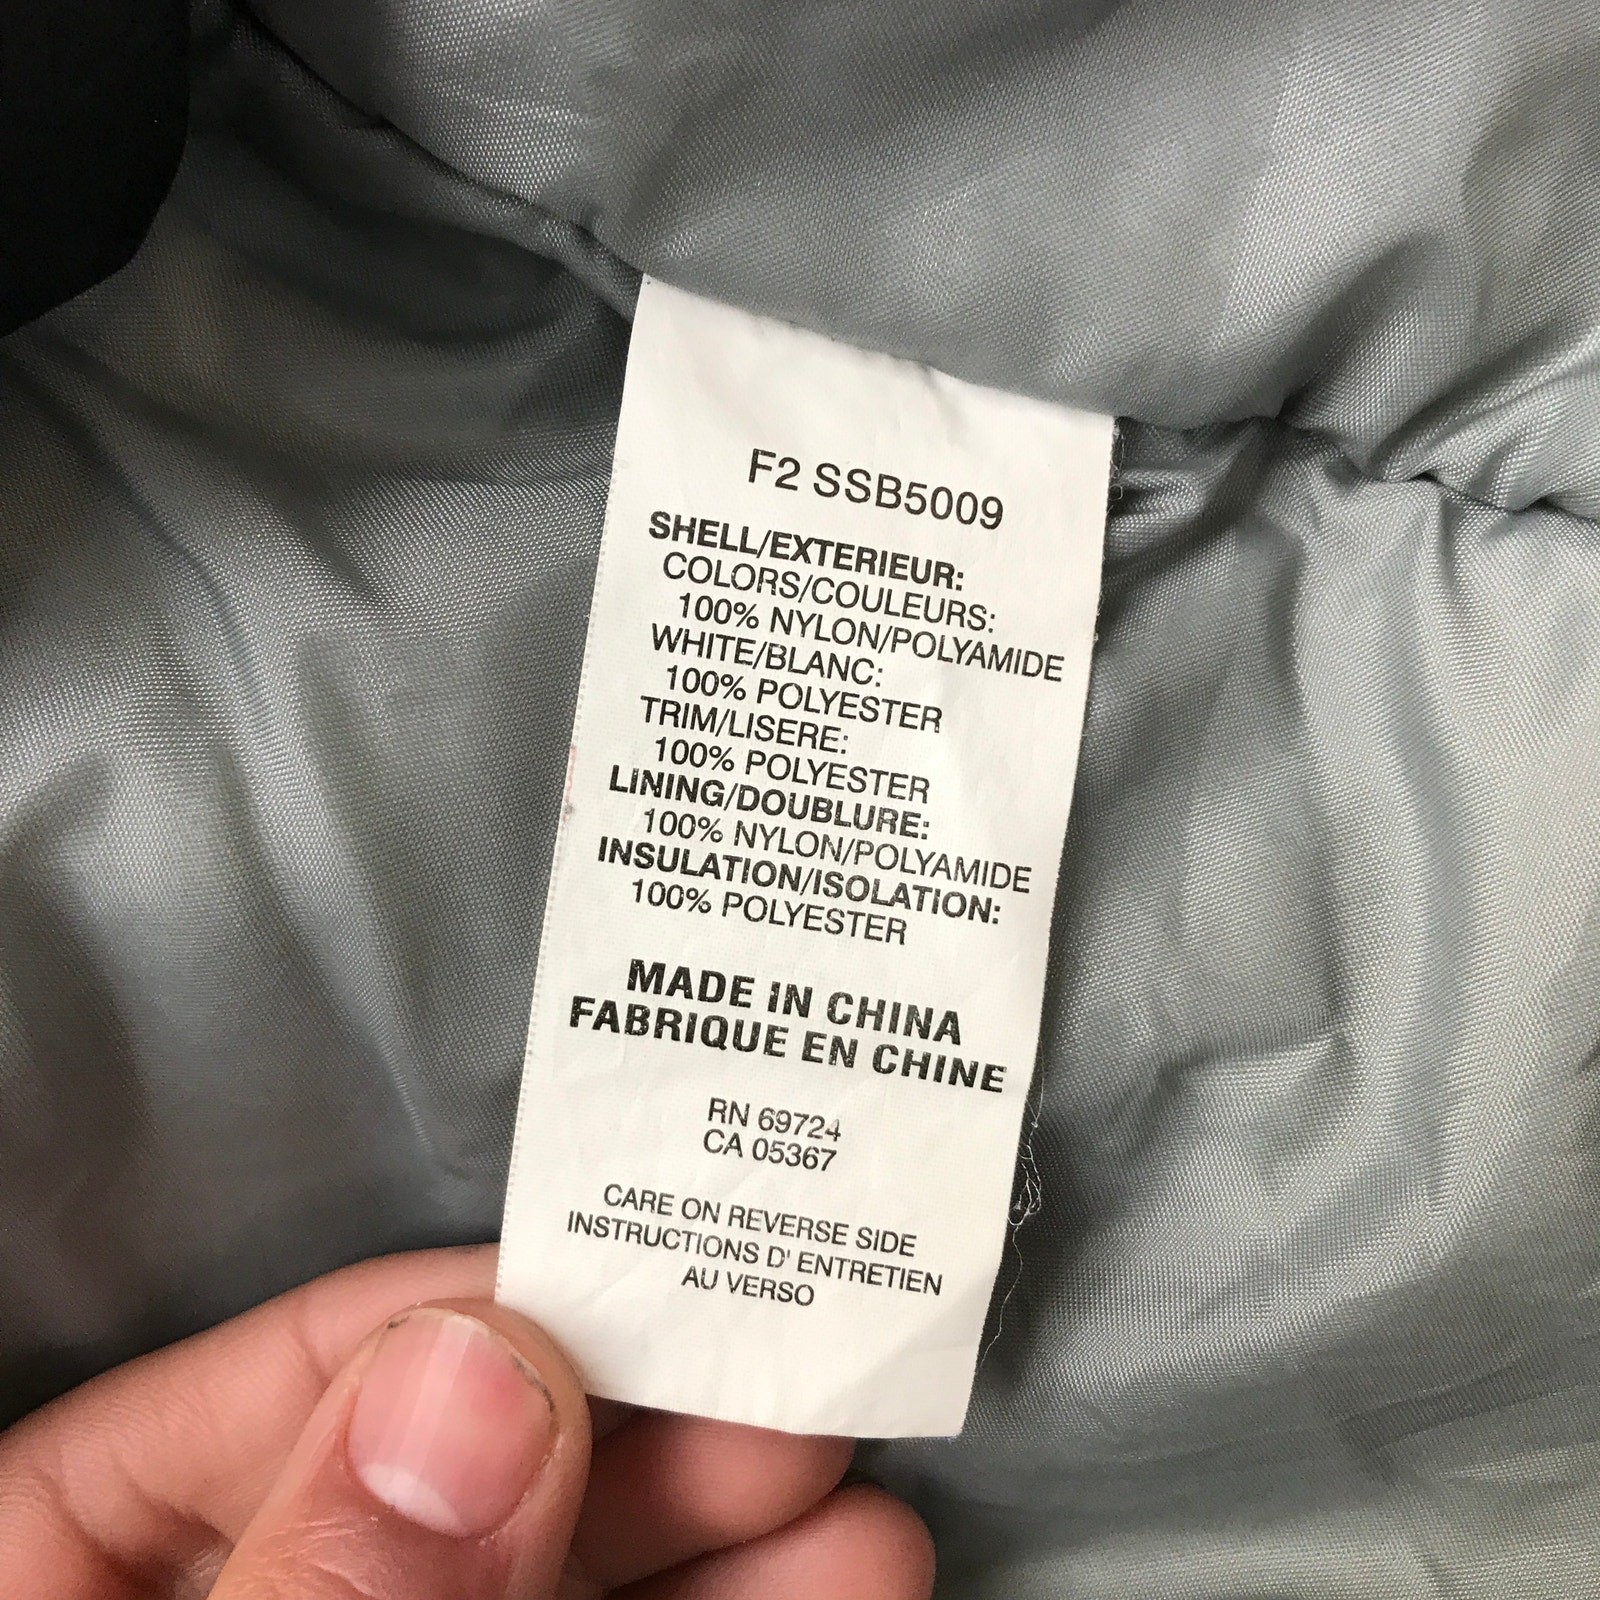 F2 SSB5009
SHELL/EXTERIEUR:
COLORS/COULEURS:
100% NYLON/POLYAMIDE
WHITE/BLANC:
100% POLYESTER
TRIM/LISERE:
100% POLYESTER
LINING/DOUBLURE:
100% NYLON/POLYAMIDE
INSULATION/ISOLATION:
100% POLYESTER
MADE IN CHINA
FABRIQUE EN CHINE
RN 69724
CA 05367
CARE ON REVERSE SIDE
INSTRUCTIONS D' ENTRETIEN
AU VERSO